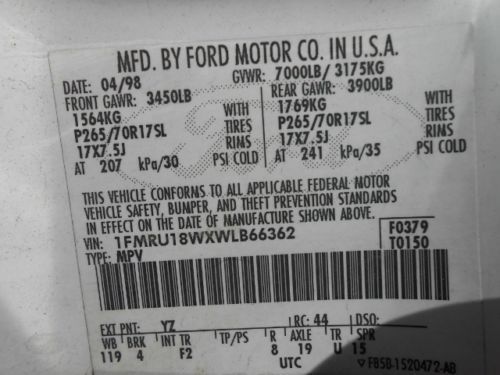 MFD. BY FORD MOTOR CO. IN U.S.A.
DATE: 04/98 GVWR: 7000LB/ 3175KG
FRONT GAWR: 3450LB REAR GAWR: 3900LB
1564KG WITH 1769KG WITH
P265/70R17SL TIRES P265/70R17SL TIRES
17X7.5J RIMS 17X7.5J RIMS
AT 207 kPa/30 PSI COLD AT 241 kPa/35 PSI COLD
THIS VEHICLE CONFORMS TO ALL APPLICABLE FEDERAL MOTOR
VEHICLE SAFETY, BUMPER, AND THEFT PREVENTION STANDARDS
IN EFFECT ON THE DATE OF MANUFACTURE SHOWN ABOVE.
VIN: 1FMRU18WXWLB66362 F0379
TYPE: MPV T0150
EXT PNT: YZ RC: 44 DSO:
WB BRK INT TR TP/PS R AXLE TR SPR
119 4 F2 8 19 U 15
UTC F85B-1520472-AB